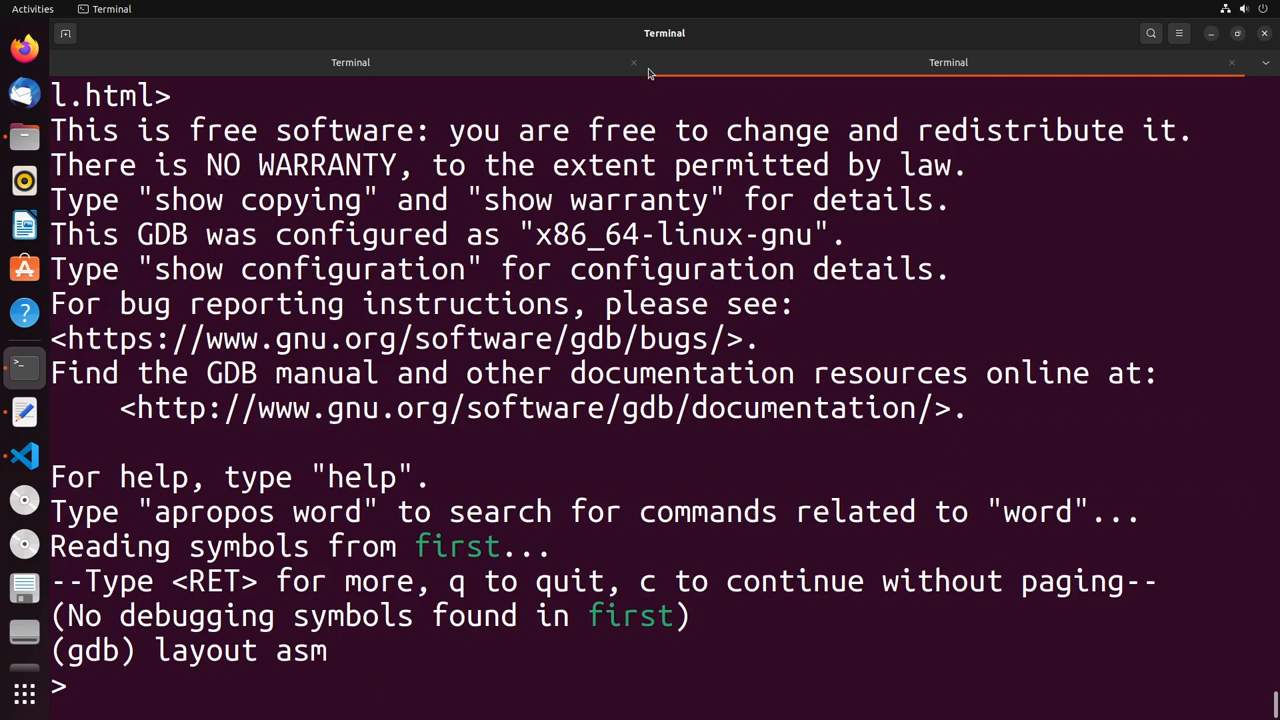 Activities
Terminal
Terminal
Terminal
Terminal
l.html>
This is free software: you are free to change and redistribute it.
There is NO WARRANTY, to the extent permitted by law.
Type "show copying" and "show warranty" for details.
This GDB was configured as "x86_64-linux-gnu".
Type "show configuration" for configuration details.
For bug reporting instructions, please see:
<https://www.gnu.org/software/gdb/bugs/>.
Find the GDB manual and other documentation resources online at:
    <http://www.gnu.org/software/gdb/documentation/>.
For help, type "help".
Type "apropos word" to search for commands related to "word"...
Reading symbols from first...
--Type <RET> for more, q to quit, c to continue without paging--
(No debugging symbols found in first)
(gdb) layout asm
>